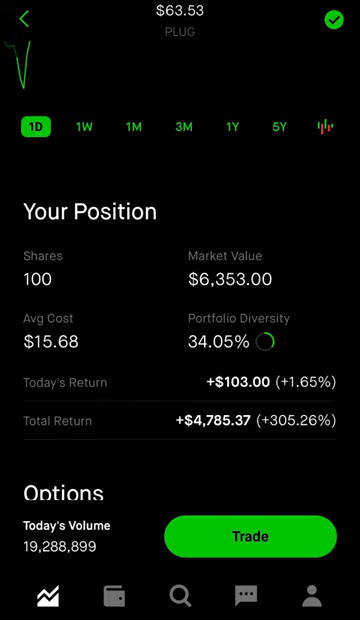 $63.53
PLUG
1D 1W 1M 3M 1Y 5Y
Your Position
Shares Market Value
100 $6,353.00
Avg Cost Portfolio Diversity
$15.68 34.05%
Today's Return +$103.00 (+1.65%)
Total Return +$4,785.37 (+305.26%)
Options
Today's Volume
19,288,899
Trade